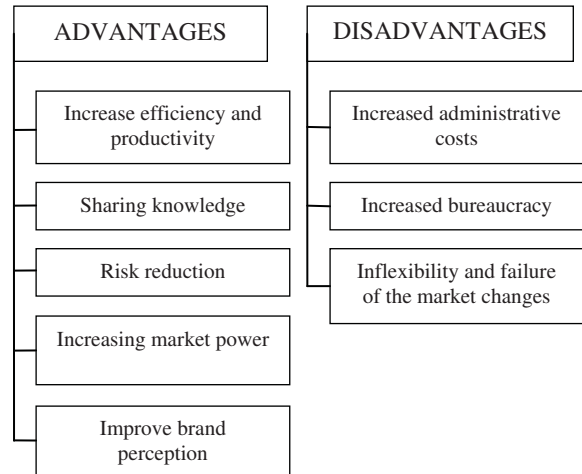 ADVANTAGES
Increase efficiency and
productivity
Sharing knowledge
Risk reduction
Increasing market power
Improve brand
perception
DISADVANTAGES
Increased administrative
costs
Increased bureaucracy
Inflexibility and failure
of the market changes